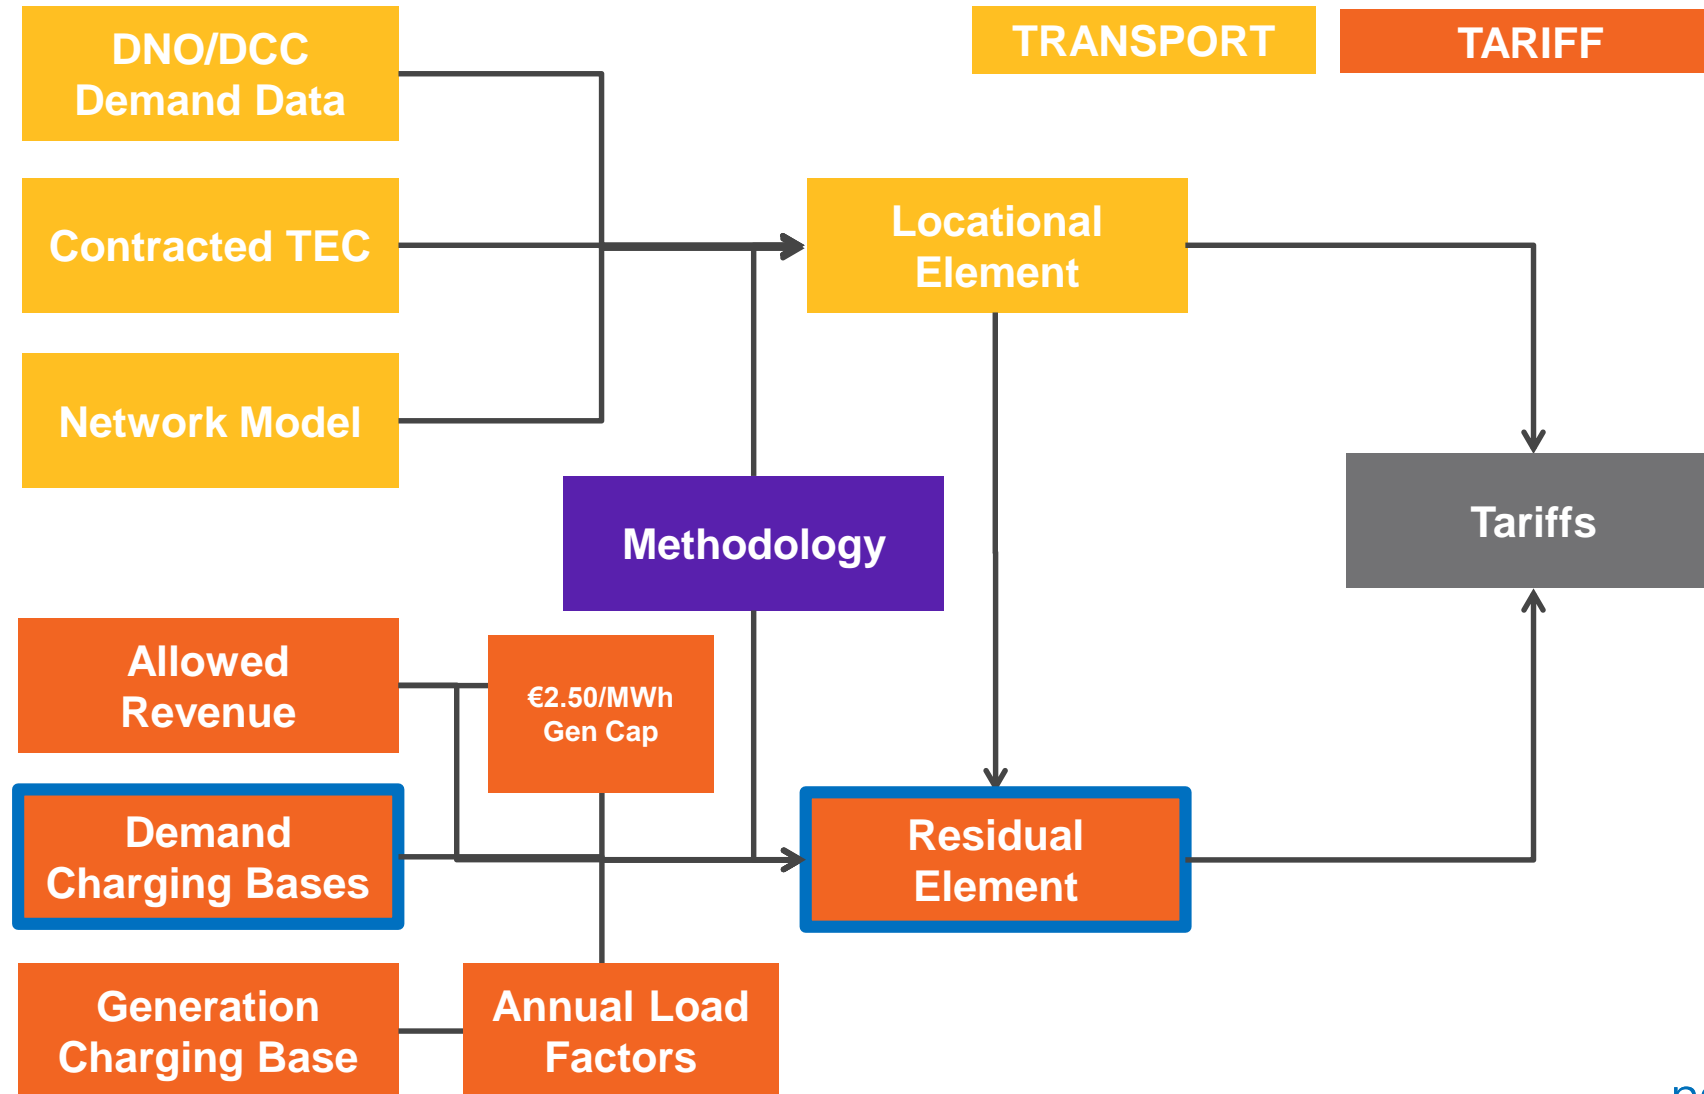 DNO/DCC
Demand Data
TRANSPORT
TARIFF
Contracted TEC
Locational
Element
Network Model
Methodology
Tariffs
Allowed
Revenue
€2.50/MWh
Gen Cap
Demand
Charging Bases
Residual
Element
Generation
Charging Base
Annual Load
Factors